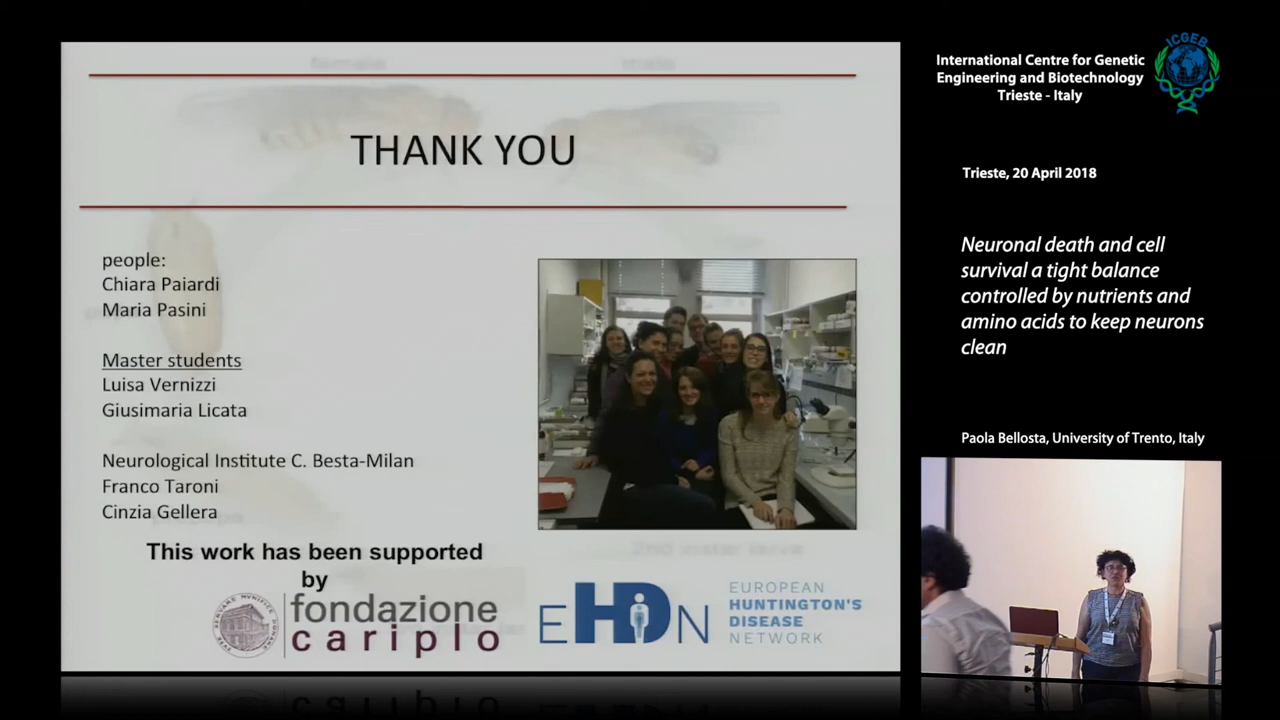 THANK YOU
people:
Chiara Paiardi
Maria Pasini
Master students
Luisa Vernizzi
Giusimaria Licata
Neurological Institute C. Besta-Milan
Franco Taroni
Cinzia Gellera
This work has been supported
by
fondazione
cariplo
EHDN
EUROPEAN
HUNTINGTON'S
DISEASE
NETWORK
ICGEB
International Centre for Genetic
Engineering and Biotechnology
Trieste - Italy
Trieste, 20 April 2018
Neuronal death and cell
survival a tight balance
controlled by nutrients and
amino acids to keep neurons
clean
Paola Bellosta, University of Trento, Italy